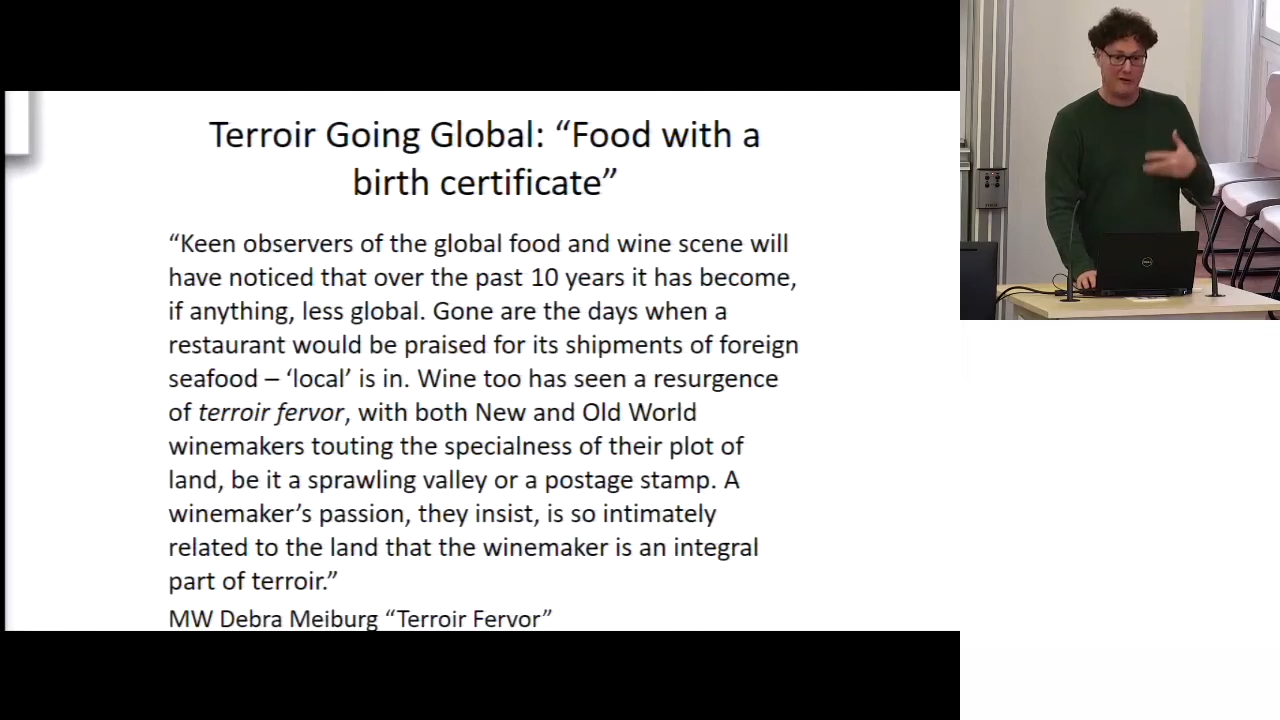 Terroir Going Global: “Food with a
birth certificate”
“Keen observers of the global food and wine scene will
have noticed that over the past 10 years it has become,
if anything, less global. Gone are the days when a
restaurant would be praised for its shipments of foreign
seafood – ‘local’ is in. Wine too has seen a resurgence
of terroir fervor, with both New and Old World
winemakers touting the specialness of their plot of
land, be it a sprawling valley or a postage stamp. A
winemaker’s passion, they insist, is so intimately
related to the land that the winemaker is an integral
part of terroir.”
MW Debra Meiburg “Terroir Fervor”
DELL